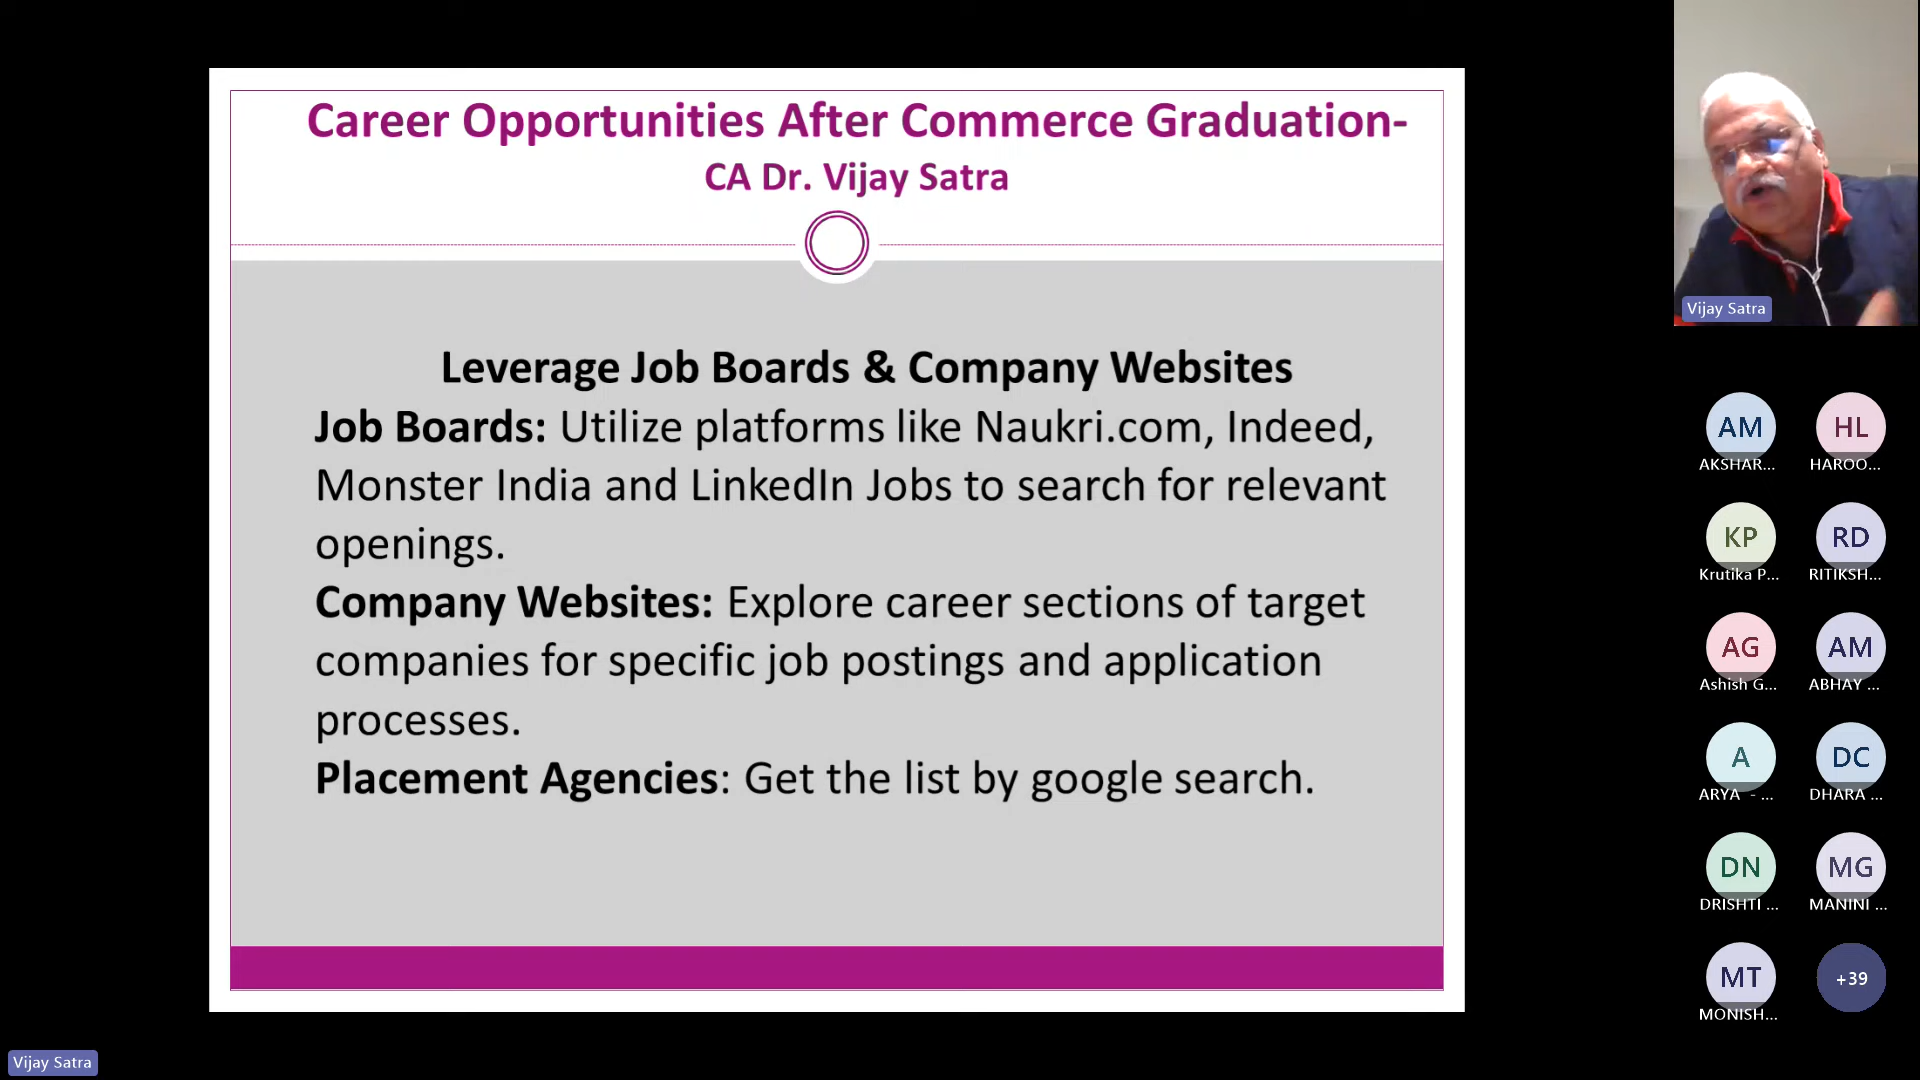 Career Opportunities After Commerce Graduation-
CA Dr. Vijay Satra
Leverage Job Boards & Company Websites
Job Boards: Utilize platforms like Naukri.com, Indeed,
Monster India and LinkedIn Jobs to search for relevant
openings.
Company Websites: Explore career sections of target
companies for specific job postings and application
processes.
Placement Agencies: Get the list by google search.
Vijay Satra
AM HL
AKSHAR... HAROO...
KP RD
Krutika P... RITIKSH...
AG AM
Ashish G... ABHAY ...
A DC
ARYA - ... DHARA ...
DN MG
DRISHTI ... MANINI ...
MT +39
MONISH...
Vijay Satra